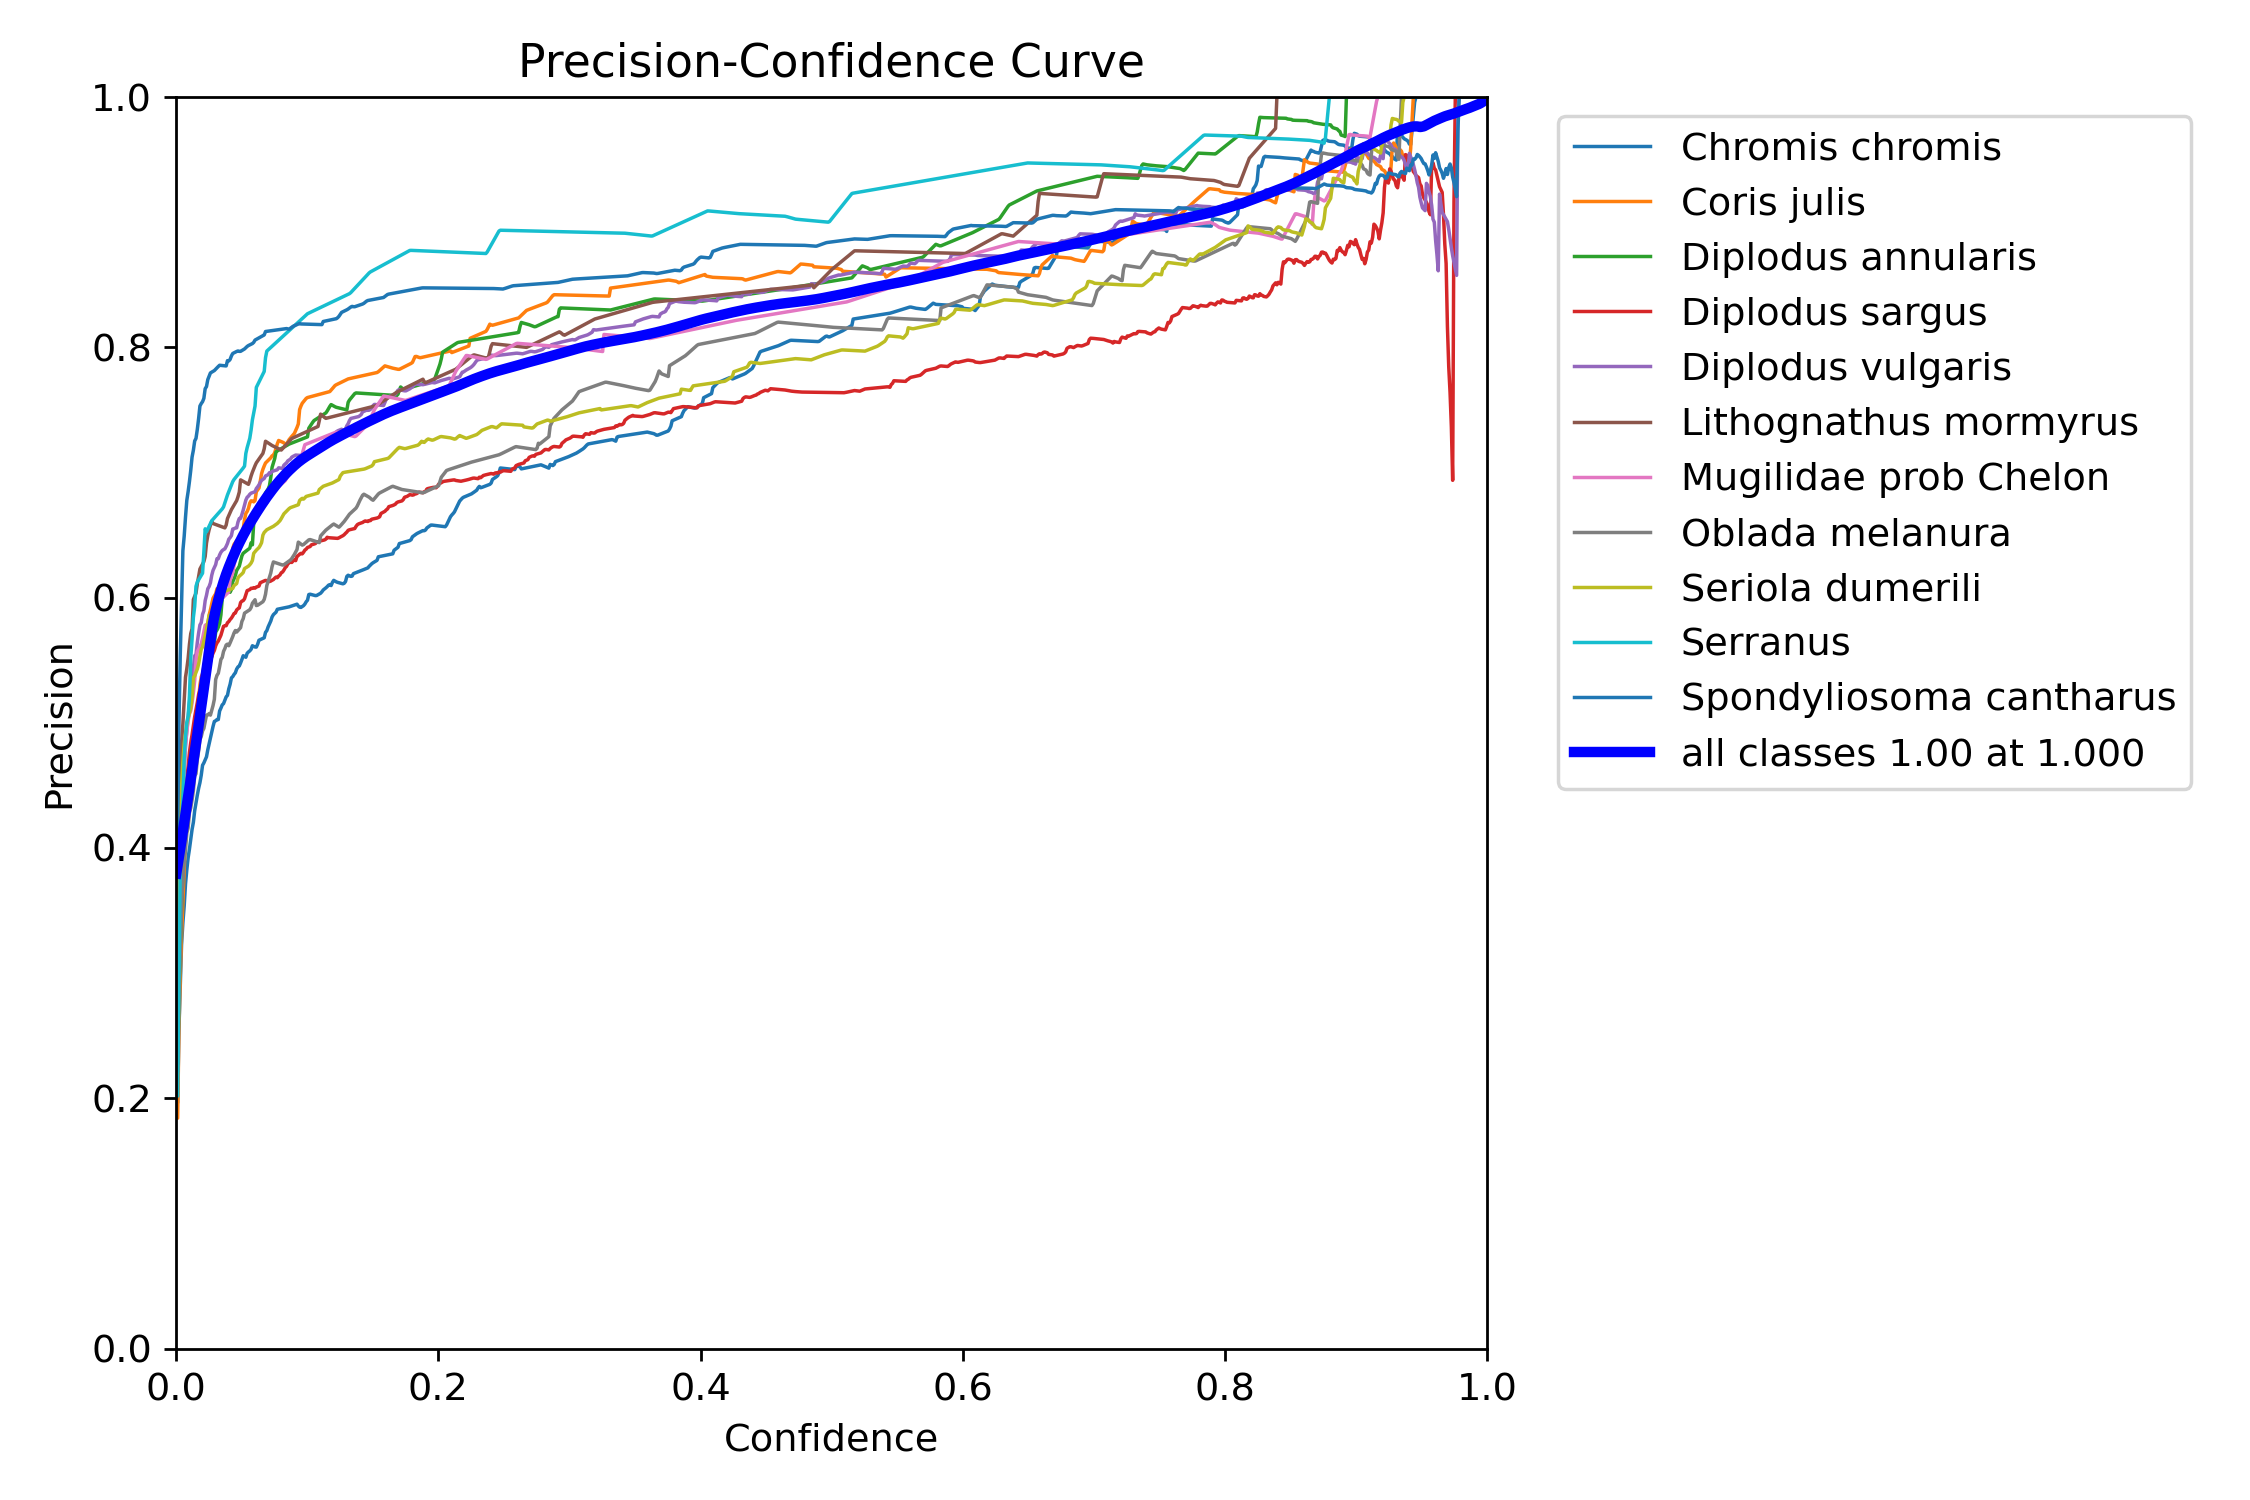 Precision-Confidence Curve
1.0
0.8
0.6
0.4
0.2
0.0
Precision
0.0 0.2 0.4 0.6 0.8 1.0
Confidence
Chromis chromis
Coris julis
Diplodus annularis
Diplodus sargus
Diplodus vulgaris
Lithognathus mormyrus
Mugilidae prob Chelon
Oblada melanura
Seriola dumerili
Serranus
Spondyliosoma cantharus
all classes 1.00 at 1.000